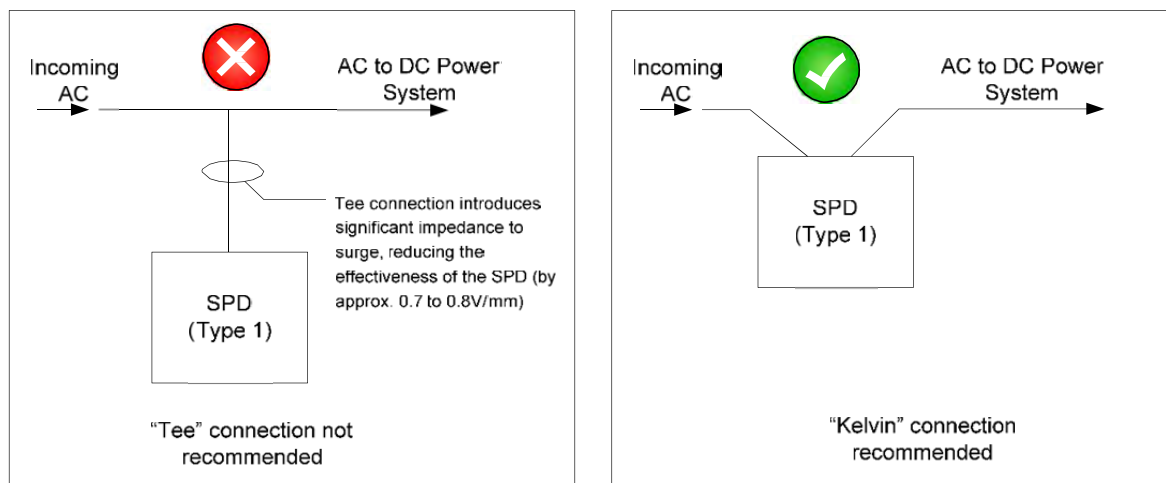 Incoming
AC
AC to DC Power
System
Tee connection introduces
significant impedance to
surge, reducing the
effectiveness of the SPD (by
approx. 0.7 to 0.8V/mm)
SPD
(Type 1)
“Tee” connection not
recommended
Incoming
AC
AC to DC Power
System
SPD
(Type 1)
“Kelvin” connection
recommended